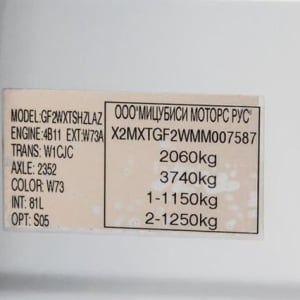 MODEL:GF2WXTSHZLAZ
ENGINE:4B11 EXT:W73A
TRANS: W1CJC
AXLE: 2352
COLOR: W73
INT: 81L
OPT: S05
ООО"МИЦУБИСИ МОТОРС РУС"
X2MXTGF2WMM007587
2060kg
3740kg
1-1150kg
2-1250kg